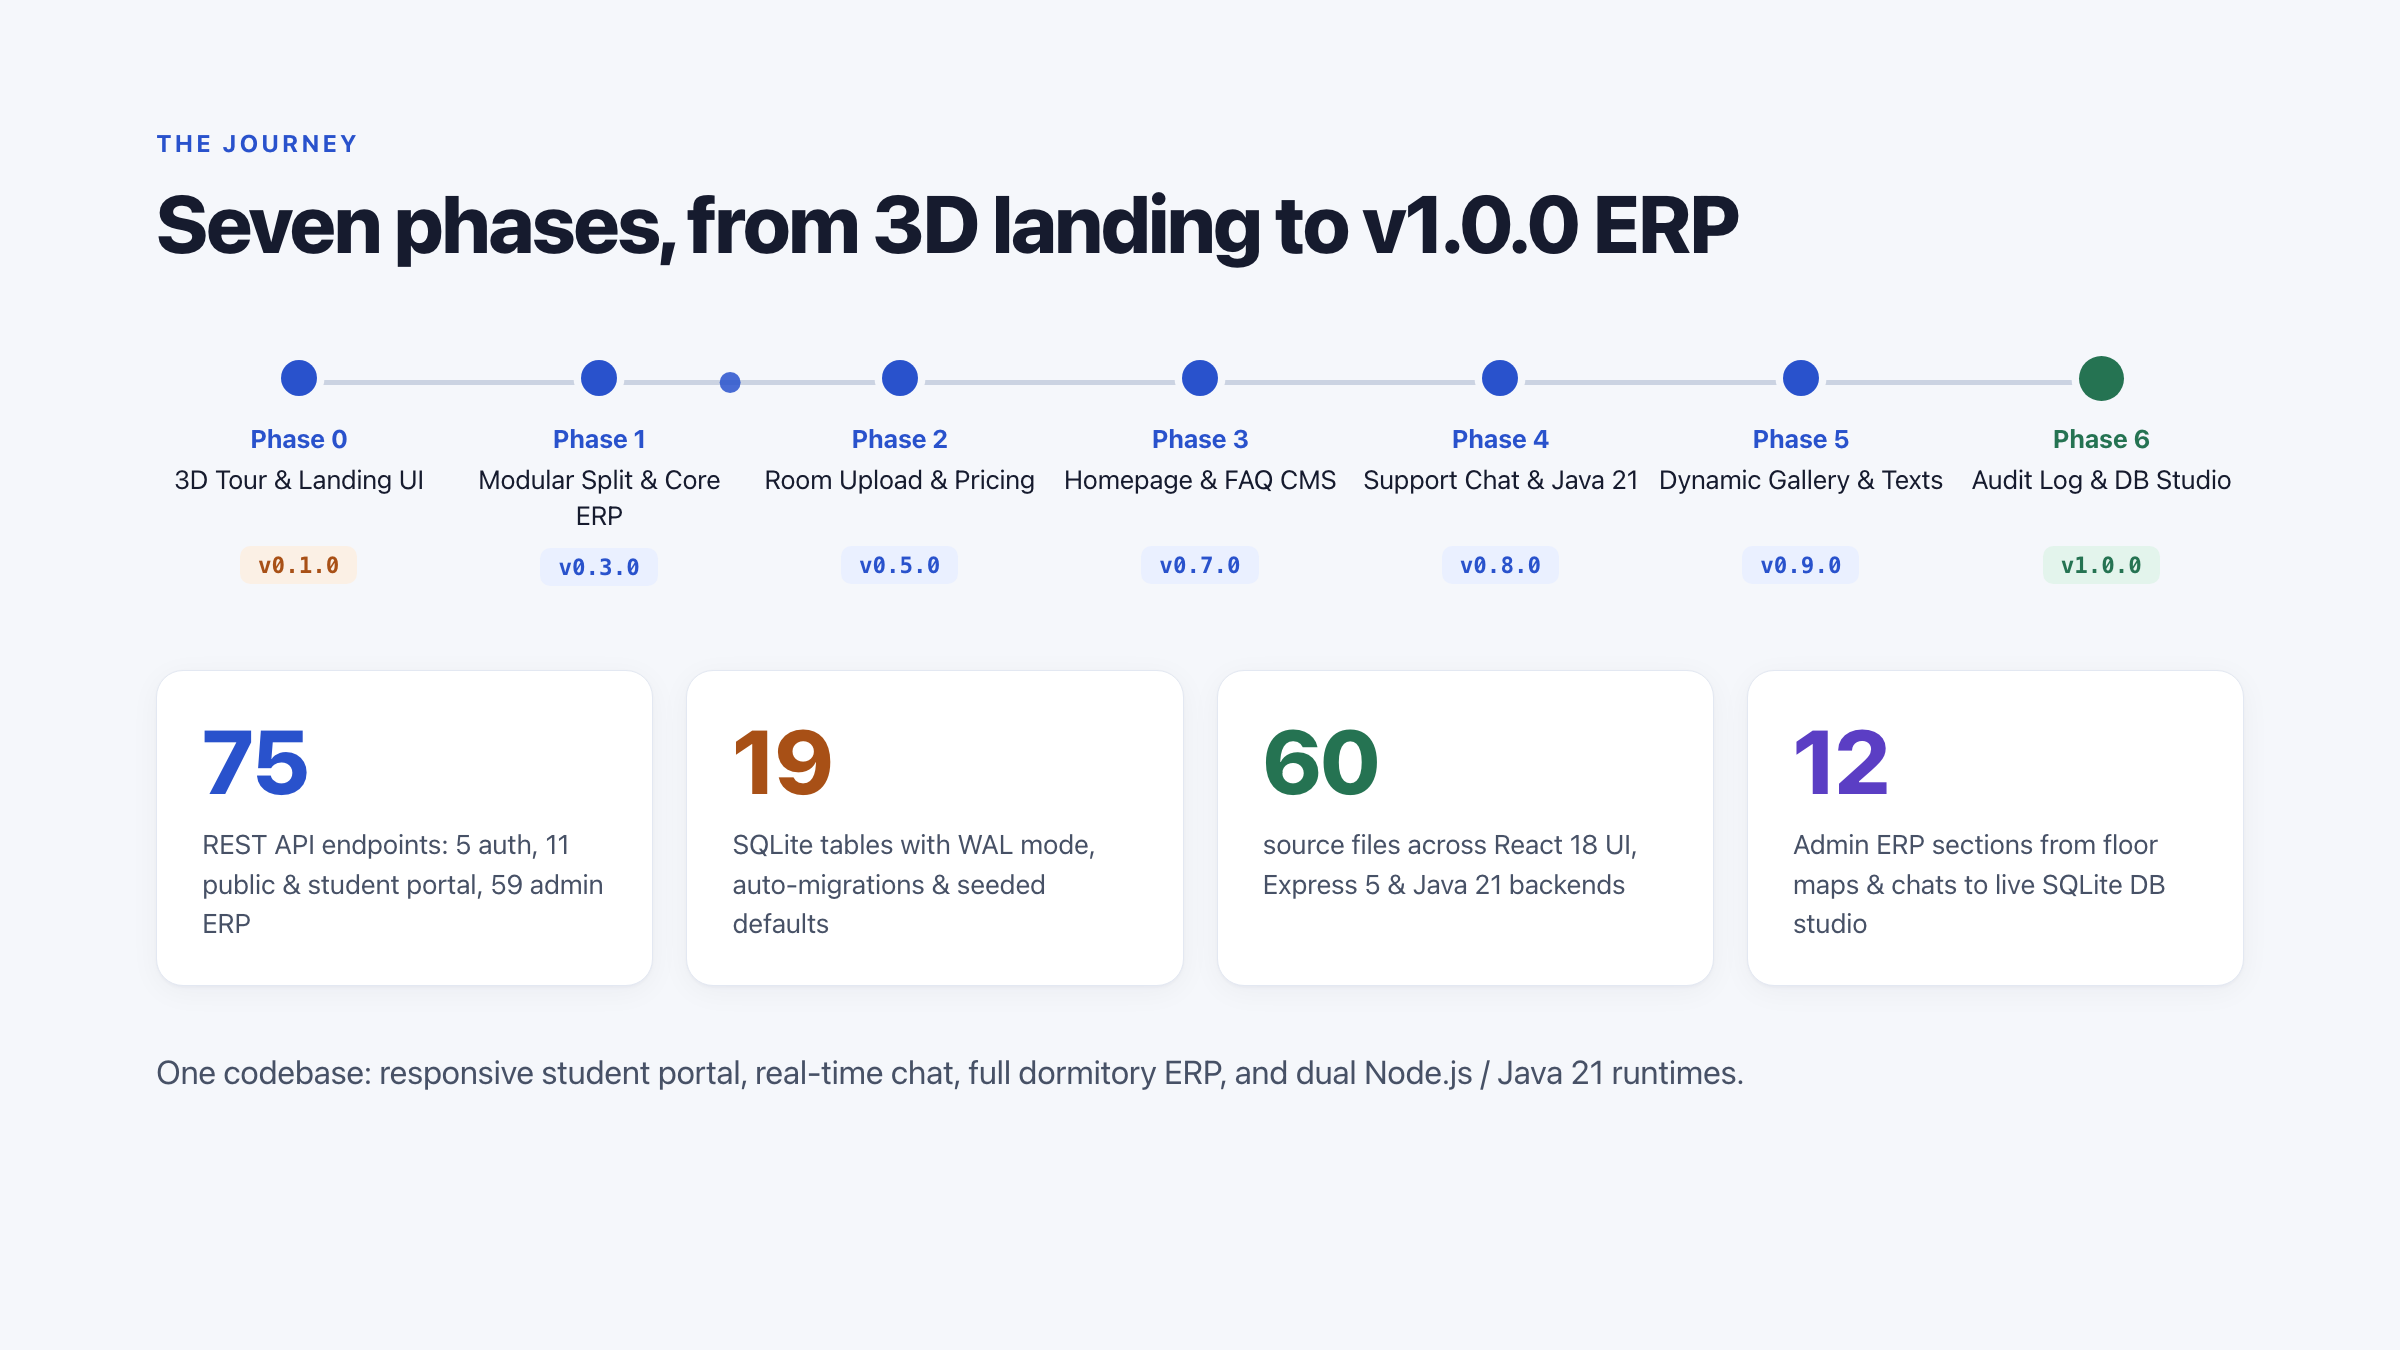 THE JOURNEY
Seven phases, from 3D landing to v1.0.0 ERP
Phase 0
3D Tour & Landing UI
v0.1.0
Phase 1
Modular Split & Core
ERP
v0.3.0
Phase 2
Room Upload & Pricing
v0.5.0
Phase 3
Homepage & FAQ CMS
v0.7.0
Phase 4
Support Chat & Java 21
v0.8.0
Phase 5
Dynamic Gallery & Texts
v0.9.0
Phase 6
Audit Log & DB Studio
v1.0.0
75
REST API endpoints: 5 auth, 11
public & student portal, 59 admin
ERP
19
SQLite tables with WAL mode,
auto-migrations & seeded
defaults
60
source files across React 18 UI,
Express 5 & Java 21 backends
12
Admin ERP sections from floor
maps & chats to live SQLite DB
studio
One codebase: responsive student portal, real-time chat, full dormitory ERP, and dual Node.js / Java 21 runtimes.